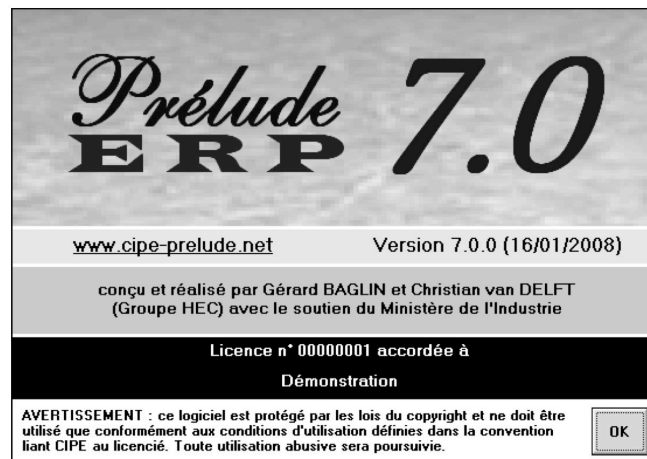 Prélude 7.0
ERP
www.cipe-prelude.net Version 7.0.0 (16/01/2008)
conçu et réalisé par Gérard BAGLIN et Christian van DELFT
(Groupe HEC) avec le soutien du Ministère de l'Industrie
Licence n° 00000001 accordée à
Démonstration
AVERTISSEMENT : ce logiciel est protégé par les lois du copyright et ne doit être
utilisé que conformément aux conditions d'utilisation définies dans la convention
liant CIPE au licencié. Toute utilisation abusive sera poursuivie.
OK